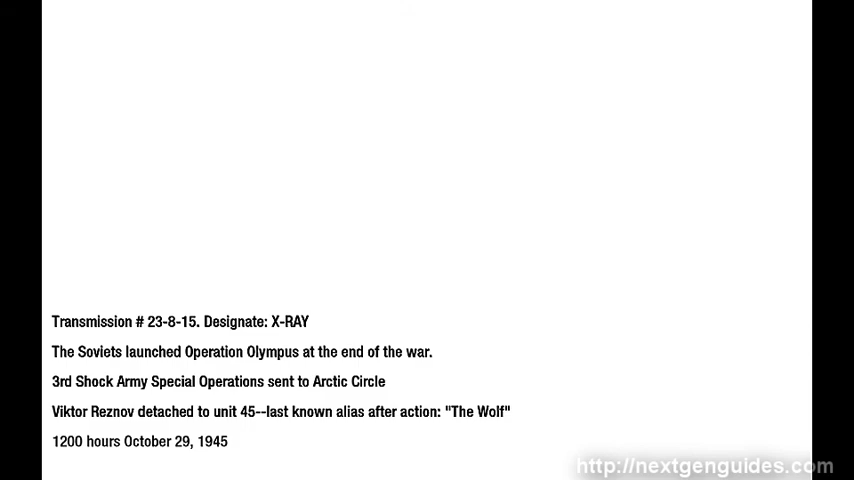 Transmission # 23-8-15. Designate: X-RAY
The Soviets launched Operation Olympus at the end of the war.
3rd Shock Army Special Operations sent to Arctic Circle
Viktor Reznov detached to unit 45--last known alias after action: "The Wolf"
1200 hours October 29, 1945
http://nextgenguides.com